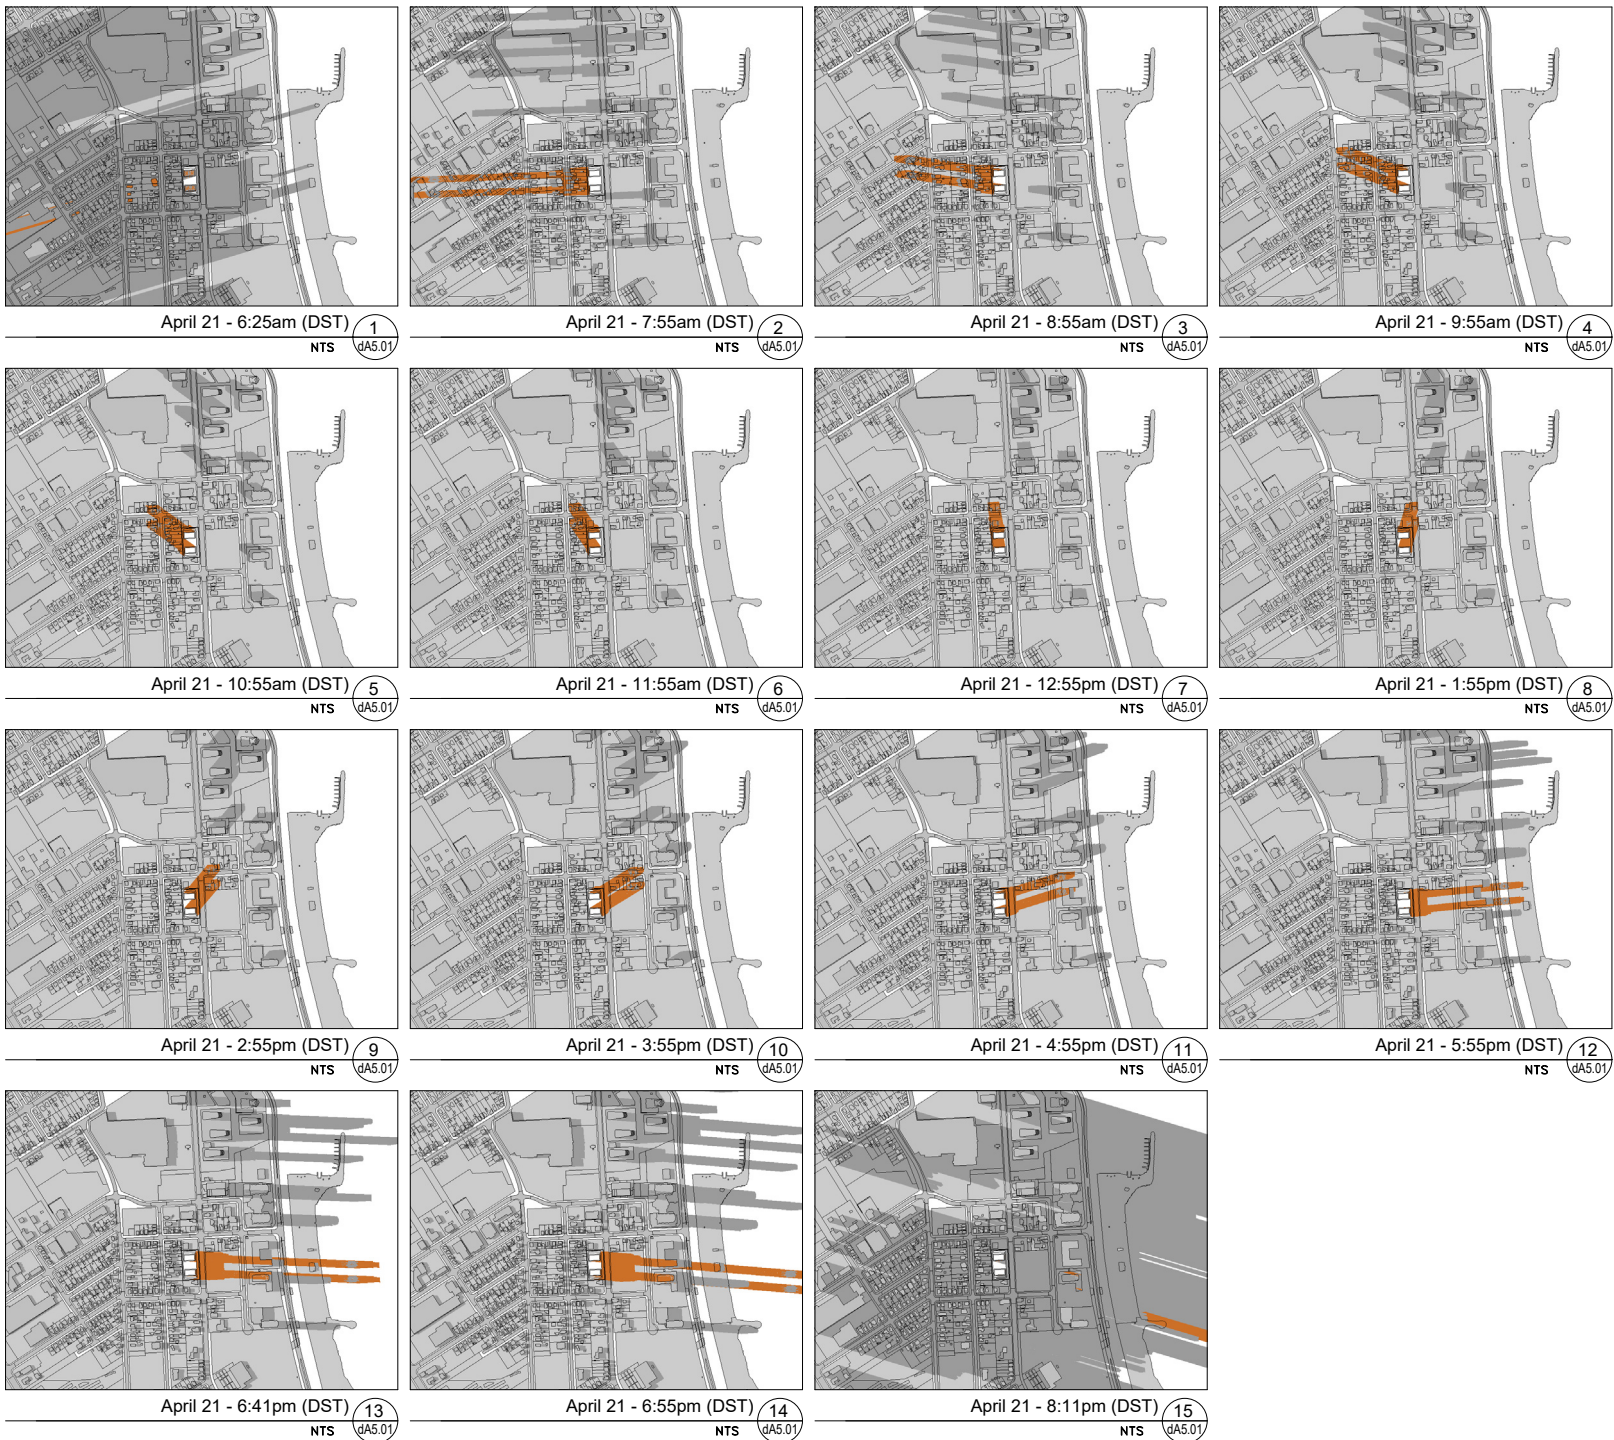 April 21 - 6:25am (DST) 1
NTS dA5.01
April 21 - 7:55am (DST) 2
NTS dA5.01
April 21 - 8:55am (DST) 3
NTS dA5.01
April 21 - 9:55am (DST) 4
NTS dA5.01
April 21 - 10:55am (DST) 5
NTS dA5.01
April 21 - 11:55am (DST) 6
NTS dA5.01
April 21 - 12:55pm (DST) 7
NTS dA5.01
April 21 - 1:55pm (DST) 8
NTS dA5.01
April 21 - 2:55pm (DST) 9
NTS dA5.01
April 21 - 3:55pm (DST) 10
NTS dA5.01
April 21 - 4:55pm (DST) 11
NTS dA5.01
April 21 - 5:55pm (DST) 12
NTS dA5.01
April 21 - 6:41pm (DST) 13
NTS dA5.01
April 21 - 6:55pm (DST) 14
NTS dA5.01
April 21 - 8:11pm (DST) 15
NTS dA5.01